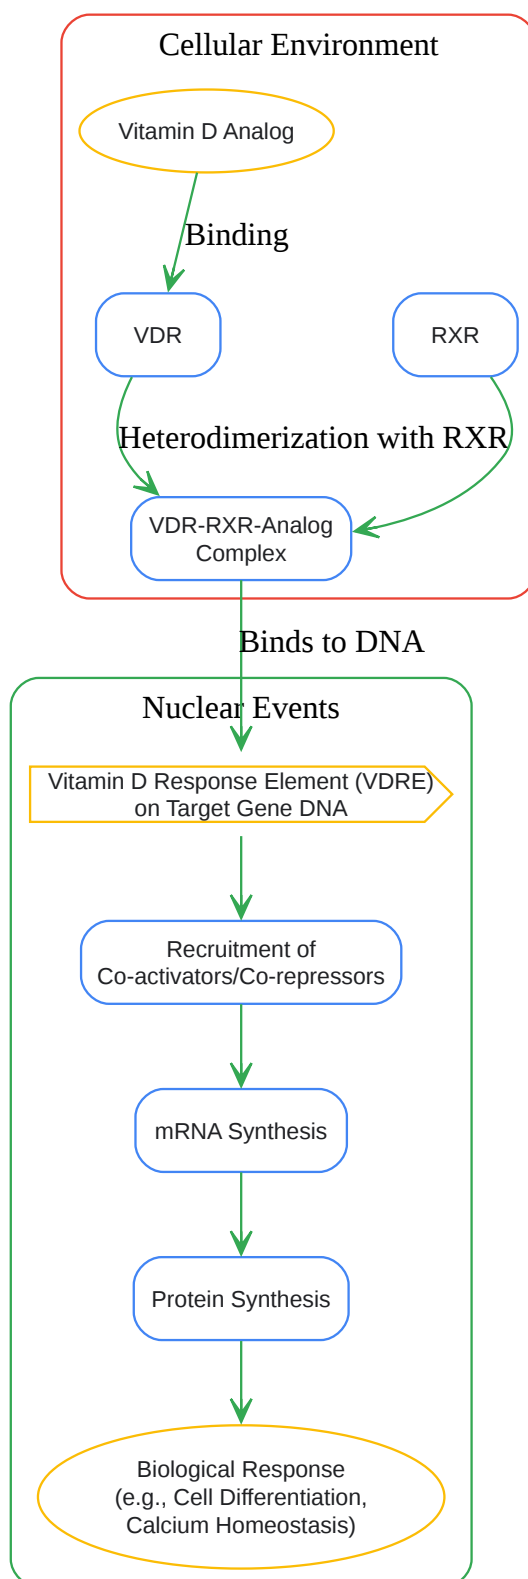 Cellular Environment
Vitamin D Analog
Binding
VDR
RXR
Heterodimerization with RXR
VDR-RXR-Analog
Complex
Binds to DNA
Nuclear Events
Vitamin D Response Element (VDRE)
on Target Gene DNA
Recruitment of
Co-activators/Co-repressors
mRNA Synthesis
Protein Synthesis
Biological Response
(e.g., Cell Differentiation,
Calcium Homeostasis)